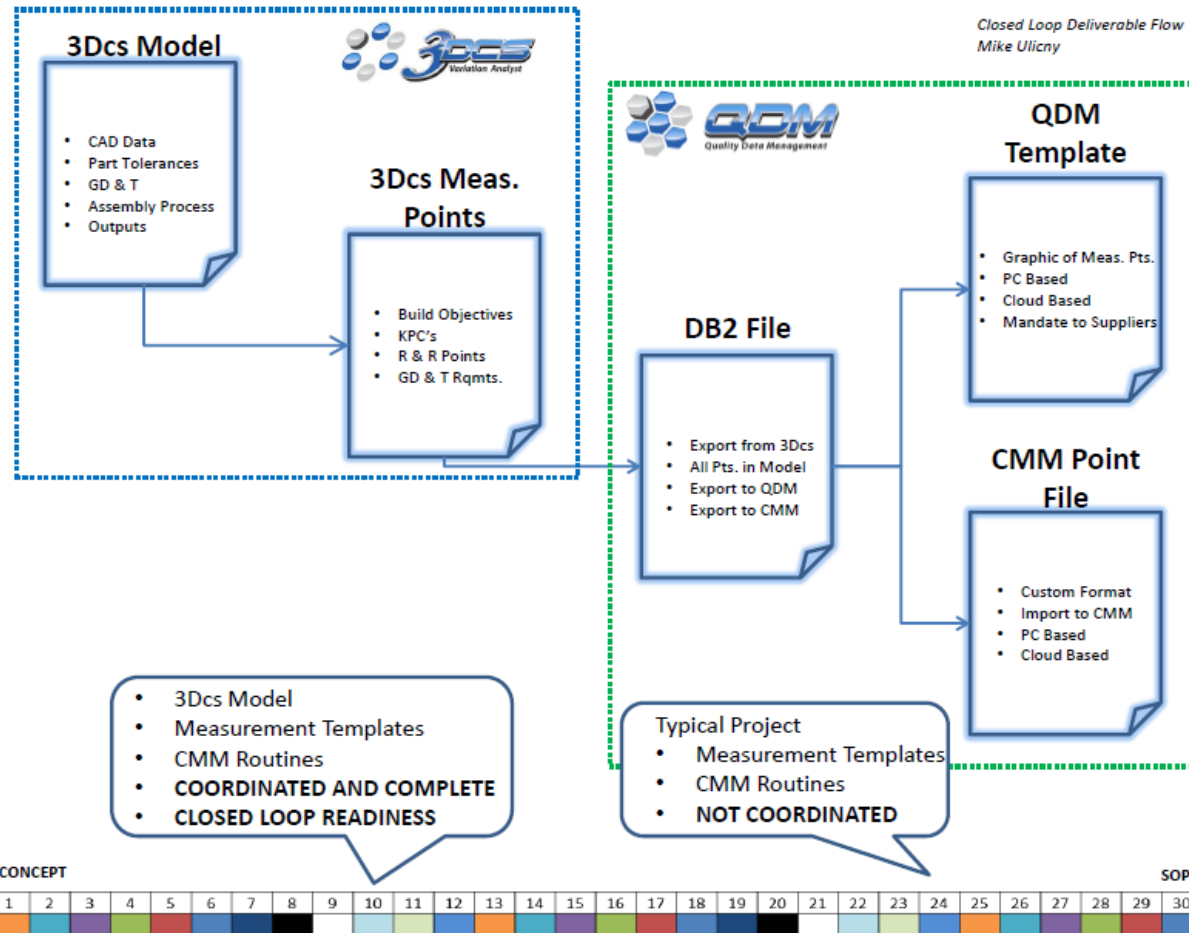 Closed Loop Deliverable Flow
Mike Ulicny
3Dcs Model
• CAD Data
• Part Tolerances
• GD & T
• Assembly Process
• Outputs
3DCS
Variation Analyst
3Dcs Meas.
Points
• Build Objectives
• KPC's
• R & R Points
• GD & T Rqmts.
QDM
Quality Data Management
DB2 File
• Export from 3Dcs
• All Pts. in Model
• Export to QDM
• Export to CMM
QDM
Template
• Graphic of Meas. Pts.
• PC Based
• Cloud Based
• Mandate to Suppliers
CMM Point
File
• Custom Format
• Import to CMM
• PC Based
• Cloud Based
• 3Dcs Model
• Measurement Templates
• CMM Routines
• COORDINATED AND COMPLETE
• CLOSED LOOP READINESS
Typical Project
• Measurement Templates
• CMM Routines
• NOT COORDINATED
CONCEPT
SOP
1 2 3 4 5 6 7 8 9 10 11 12 13 14 15 16 17 18 19 20 21 22 23 24 25 26 27 28 29 30